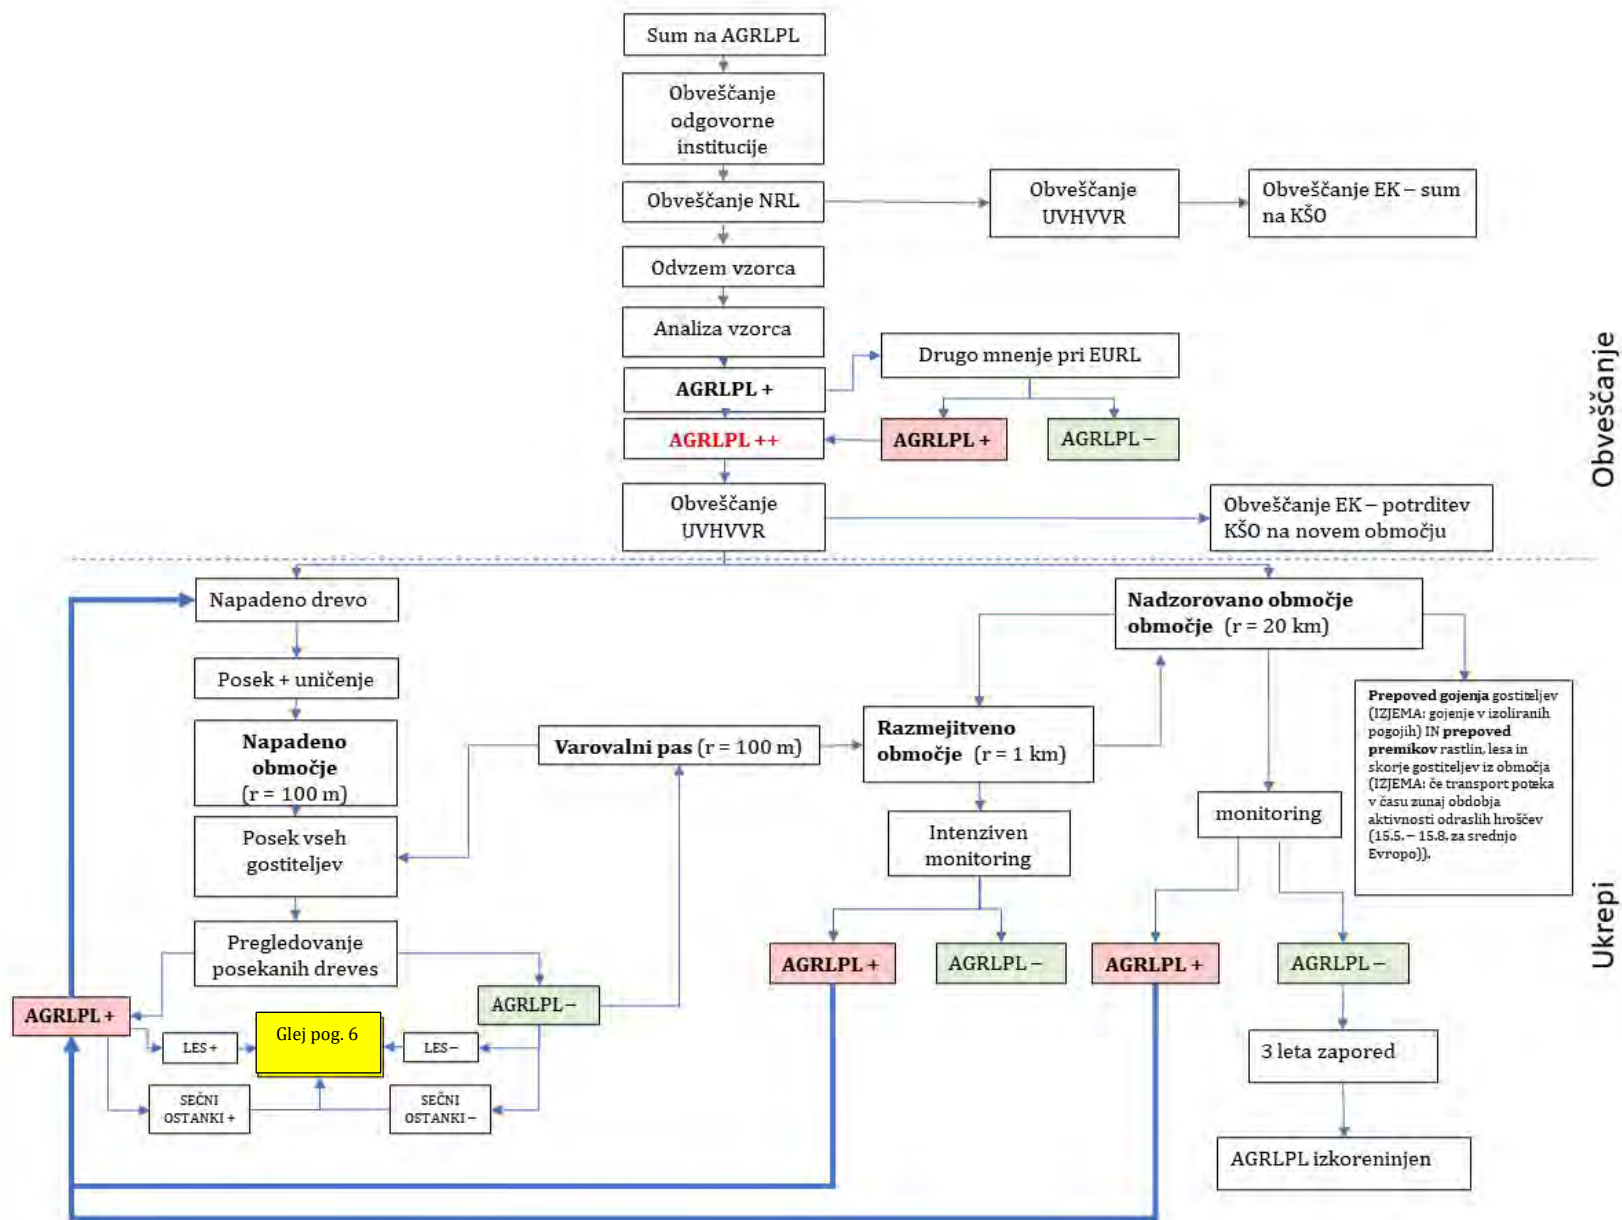 Sum na AGRLPL
Obveščanje
odgovorne
institucije
Obveščanje NRL
Obveščanje
UVHVVR
Obveščanje EK – sum
na KŠO
Odvzem vzorca
Analiza vzorca
Drugo mnenje pri EURL
AGRLPL +
AGRLPL ++
AGRLPL +
AGRLPL –
Obveščanje
UVHVVR
Obveščanje EK – potrditev
KŠO na novem območju
Obveščanje
Napadeno drevo
Posek + uničenje
Napadeno
območje
(r = 100 m)
Posek vseh
gostiteljev
Pregledovanje
posekanih dreves
AGRLPL +
AGRLPL –
LES +
Glej pog. 6
LES –
SEČNI
OSTANKI +
SEČNI
OSTANKI –
Varovalni pas (r = 100 m)
Razmejitveno
območje (r = 1 km)
Intenziven
monitoring
AGRLPL +
AGRLPL –
Nadzorovano območje
območje (r = 20 km)
Prepoved gojenja gostiteljev
(IZJEMA: gojenje v izoliranih
pogojih) IN prepoved
premikov rastlin, lesa in
skorje gostiteljev iz območja
(IZJEMA: če transport poteka
v času zunaj obdobja
aktivnosti odraslih hroščev
(15.5. – 15.8. za srednjo
Evropo)).
monitoring
AGRLPL +
AGRLPL –
3 leta zapored
AGRLPL izkoreninjen
Ukrepi